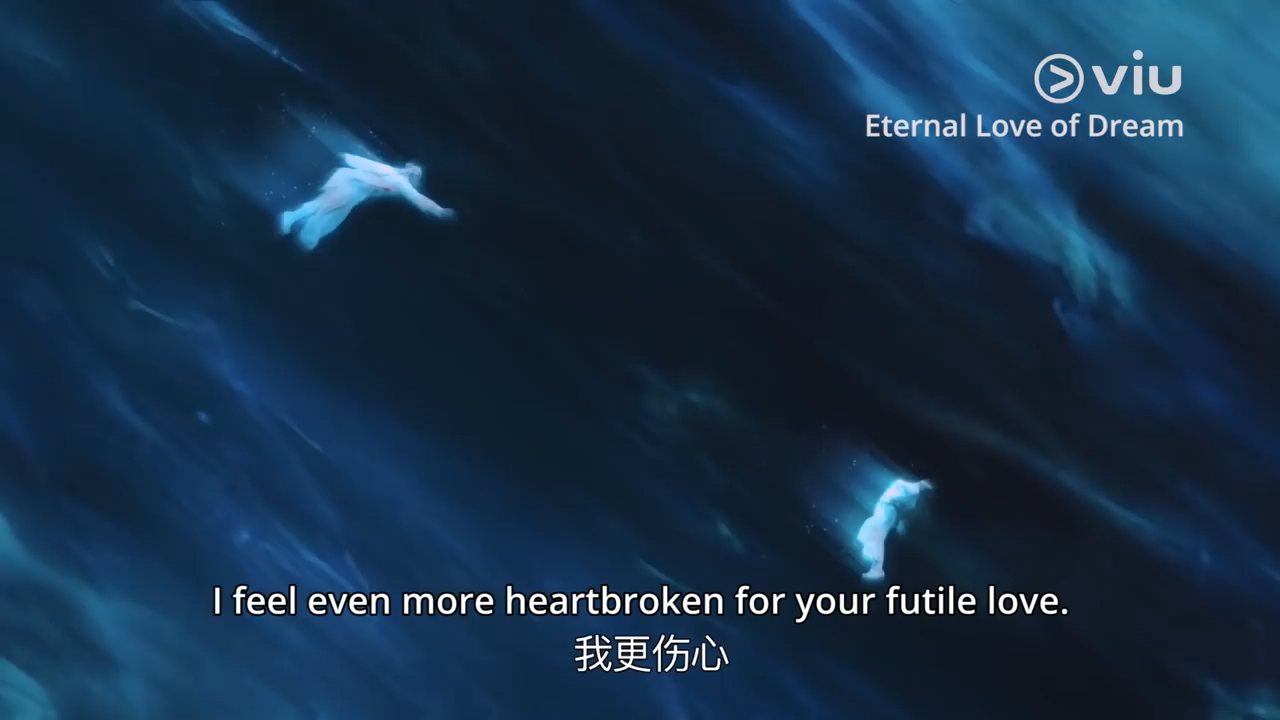 viu
Eternal Love of Dream
I feel even more heartbroken for your futile love.
我更伤心